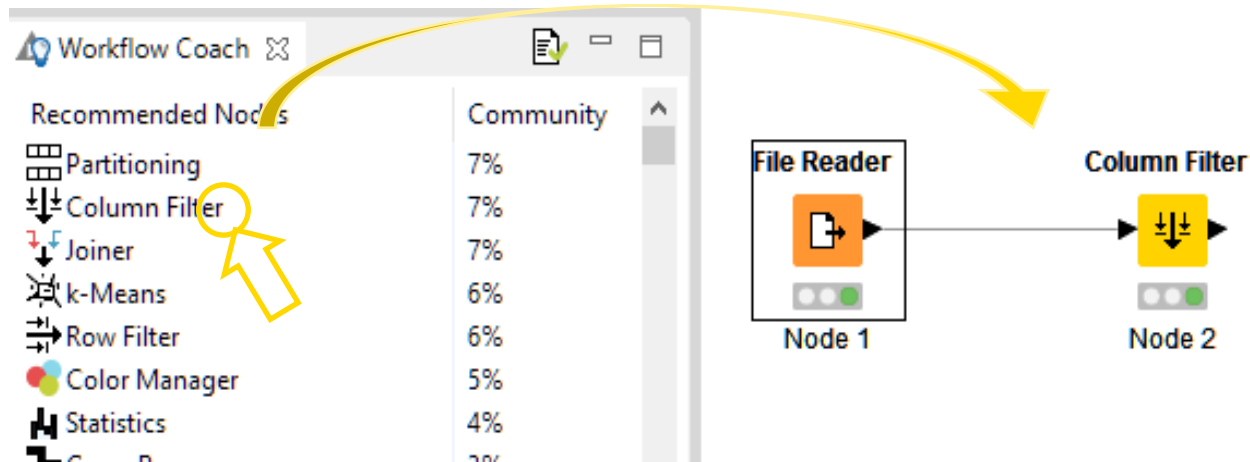 Workflow Coach
Recommended Nodes Community
Partitioning 7%
Column Filter 7%
Joiner 7%
k-Means 6%
Row Filter 6%
Color Manager 5%
Statistics 4%
File Reader
Node 1
Column Filter
Node 2